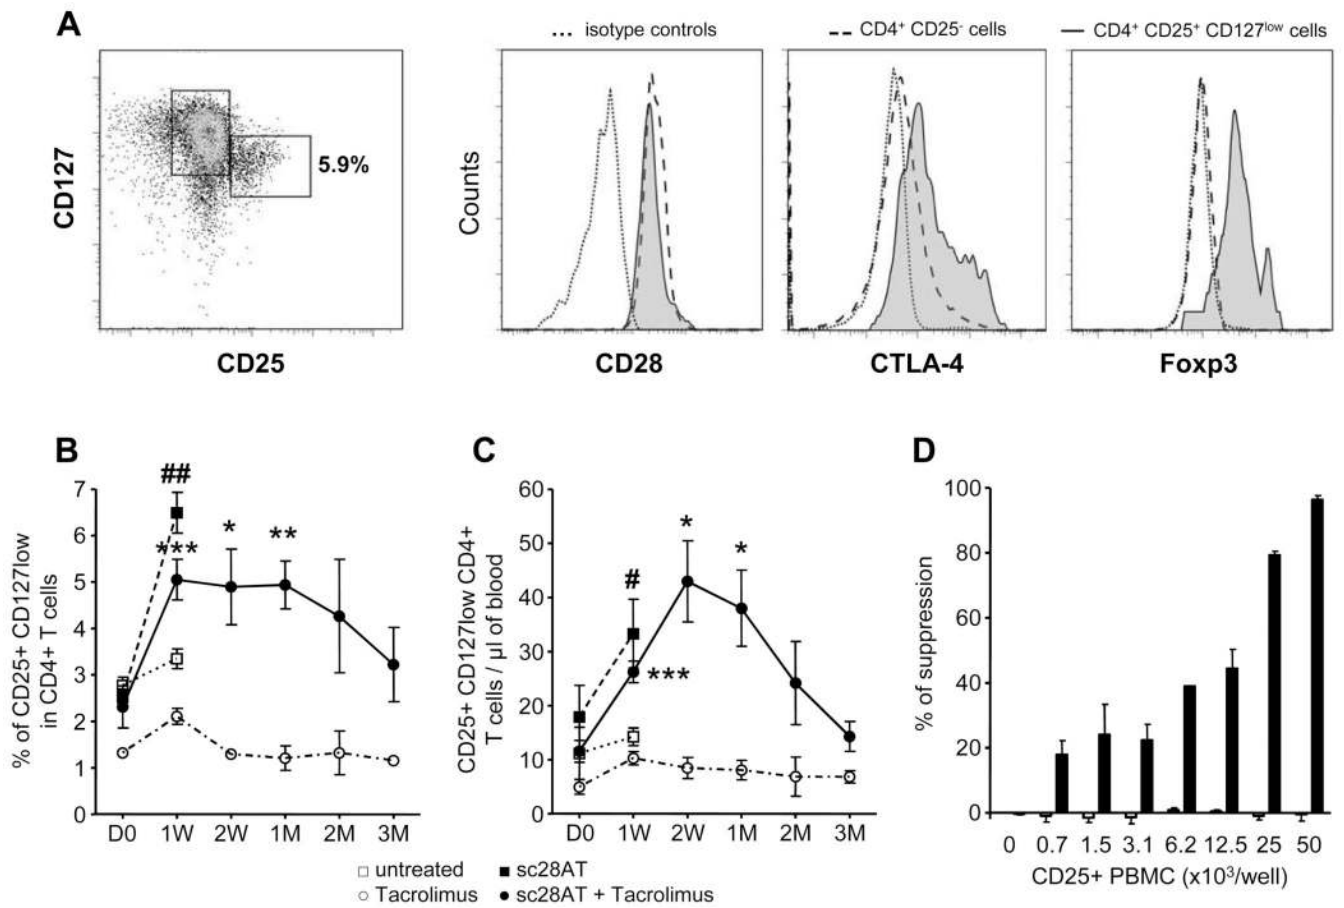 A
... isotype controls
-- CD4⁺ CD25⁻ cells
— CD4⁺ CD25⁺ CD127ˡᵒʷ cells
CD127
5.9%
CD25
Counts
CD28
CTLA-4
Foxp3
B
% of CD25+ CD127low
in CD4+ T cells
7
6
5
4
3
2
1
0
##
***
*
**
D0 1W 2W 1M 2M 3M
C
CD25+ CD127low CD4+
T cells / µl of blood
60
50
40
30
20
10
0
#
***
*
*
D0 1W 2W 1M 2M 3M
untreated
sc28AT
Tacrolimus
sc28AT + Tacrolimus
D
% of suppression
100
80
60
40
20
0
0 0.7 1.5 3.1 6.2 12.5 25 50
CD25+ PBMC (x10³/well)